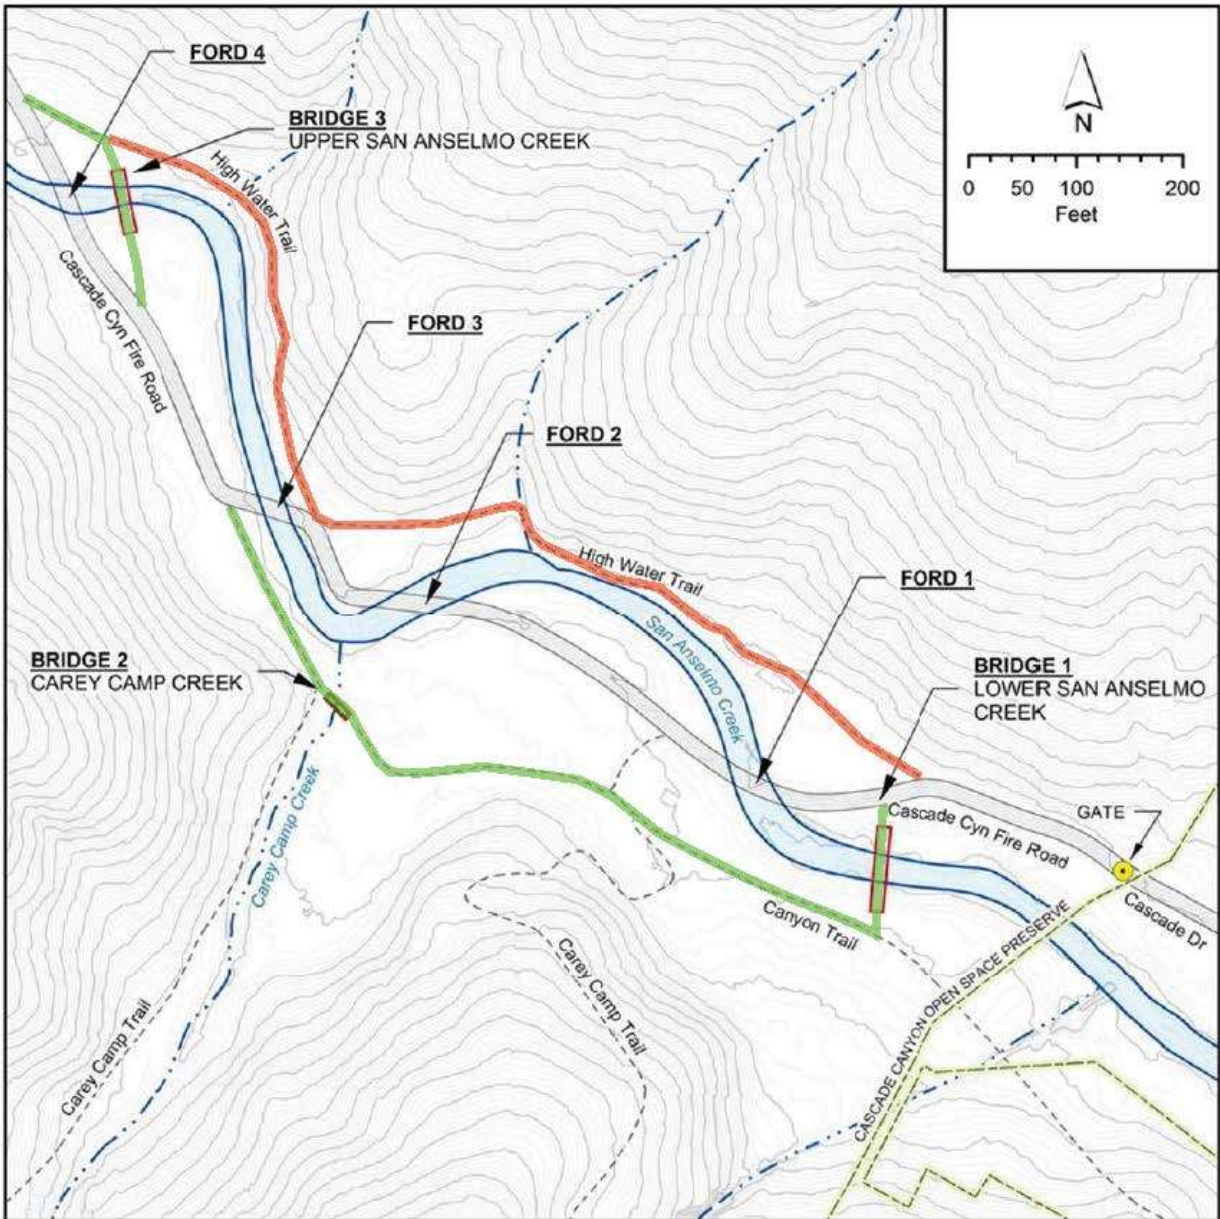 FORD 4
BRIDGE 3
UPPER SAN ANSELMO CREEK
High Water Trail
N
0 50 100 200
Feet
Cascade Cyn Fire Road
FORD 3
FORD 2
High Water Trail
FORD 1
San Anselmo Creek
BRIDGE 2
CAREY CAMP CREEK
BRIDGE 1
LOWER SAN ANSELMO
CREEK
Carey Camp Creek
GATE
Cascade Cyn Fire Road
Cascade Dr
Canyon Trail
CASCADE CANYON OPEN SPACE PRESERVE
Carey Camp Trail
Carey Camp Trail